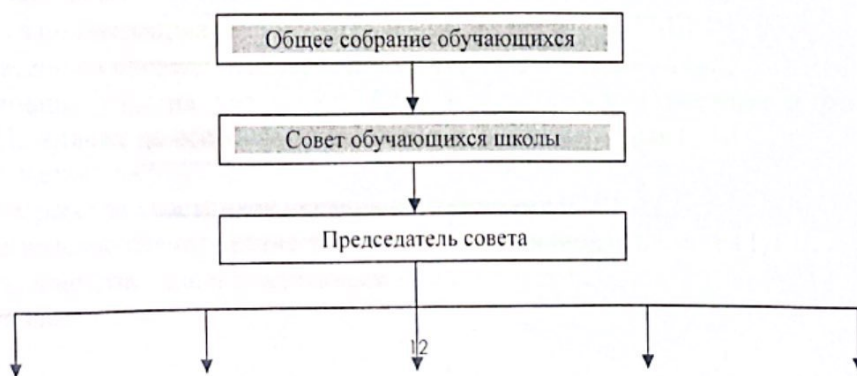 Общее собрание обучающихся
Совет обучающихся школы
Председатель совета
12